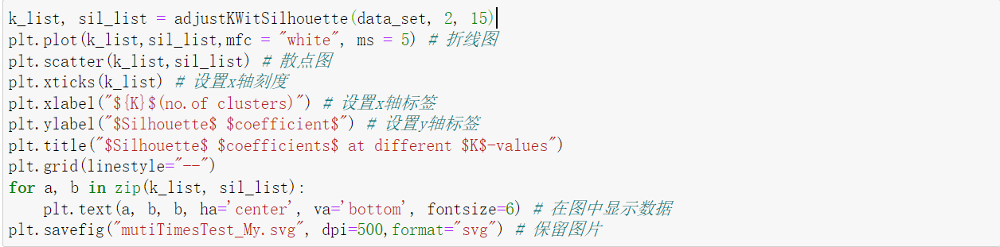 k_list, sil_list = adjustKWitSilhouette(data_set, 2, 15)
plt.plot(k_list,sil_list,mfc = "white", ms = 5) # 折线图
plt.scatter(k_list,sil_list) # 散点图
plt.xticks(k_list) # 设置x轴刻度
plt.xlabel("${K}$(no.of clusters)") # 设置x轴标签
plt.ylabel("$Silhouette$ $coefficient$") # 设置y轴标签
plt.title("$Silhouette$ $coefficients$ at different $K$-values")
plt.grid(linestyle="--")
for a, b in zip(k_list, sil_list):
    plt.text(a, b, b, ha='center', va='bottom', fontsize=6) # 在图中显示数据
plt.savefig("mutiTimesTest_My.svg", dpi=500,format="svg") # 保留图片